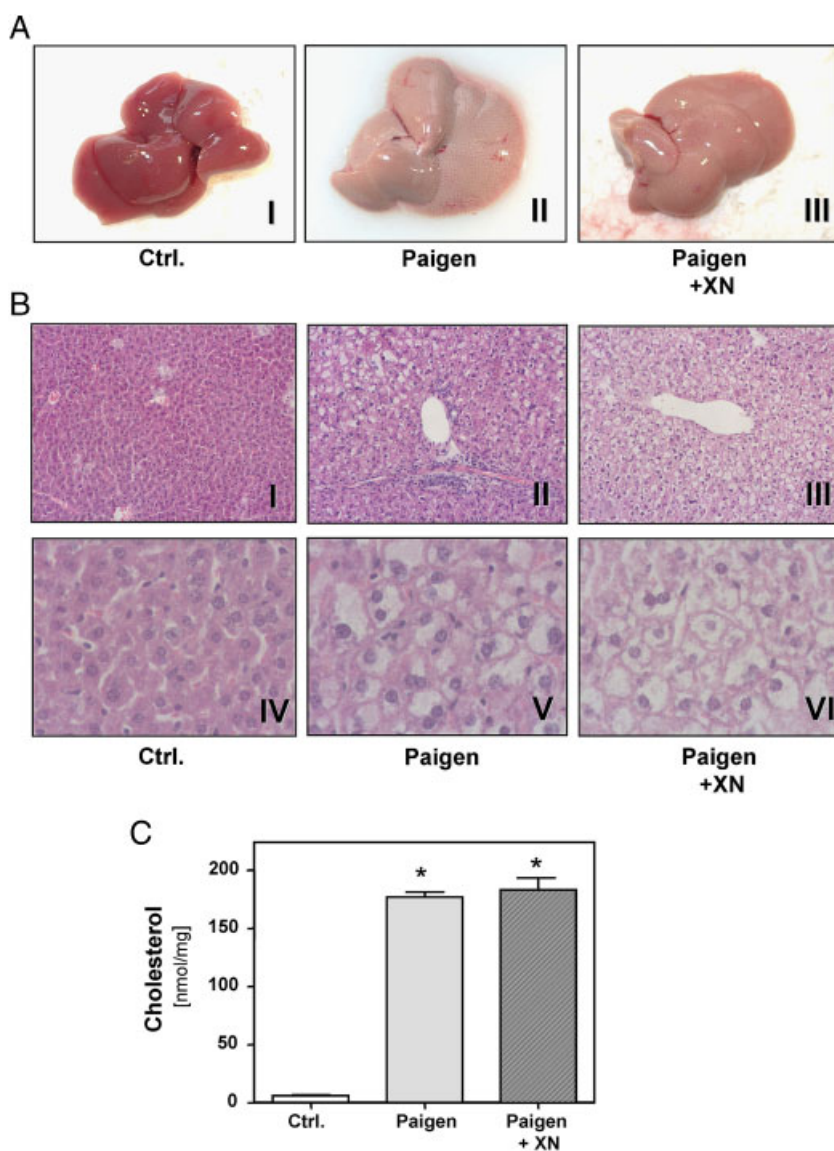 A
I
II
III
Ctrl.
Paigen
Paigen
+XN
B
I
II
III
IV
V
VI
Ctrl.
Paigen
Paigen
+XN
C
Cholesterol
[nmol/mg]
200
150
100
50
0
*
*
Ctrl.
Paigen
Paigen
+ XN